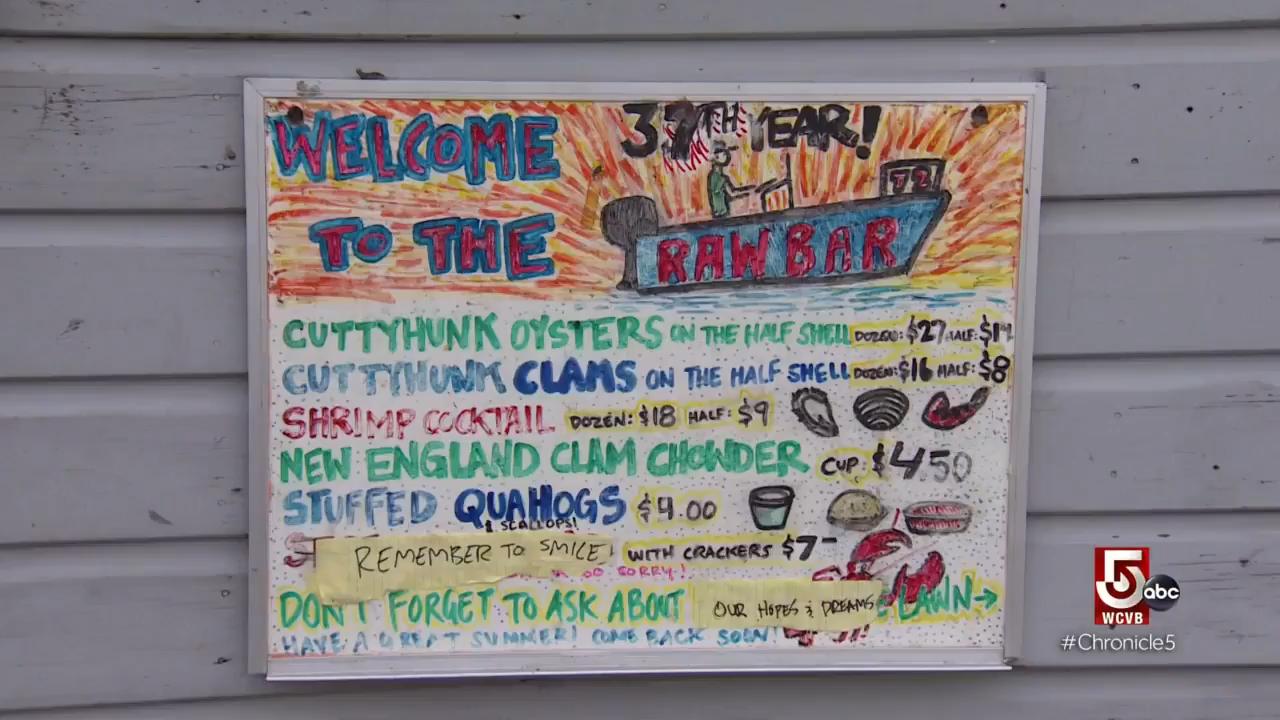 WELCOME
TO THE
37TH YEAR!
72
RAW BAR
CUTTYHUNK OYSTERS ON THE HALF SHELL DOZEN: $27 HALF:
CUTTYHUNK CLAMS ON THE HALF SHELL DOZEN: $16 HALF: $8
SHRIMP COCKTAIL DOZEN: $18 HALF: $9
NEW ENGLAND CLAM CHOWDER CUP: $4.50
STUFFED QUAHOGS $4.00
& SCALLOPS!
REMEMBER TO SMILE WITH CRACKERS $7-
SO SORRY!
DON'T FORGET TO ASK ABOUT OUR HOPES & DREAMS LAWN→
HAVE A GREAT SUMMER! COME BACK SOON!
5 abc
WCVB
#Chronicle5